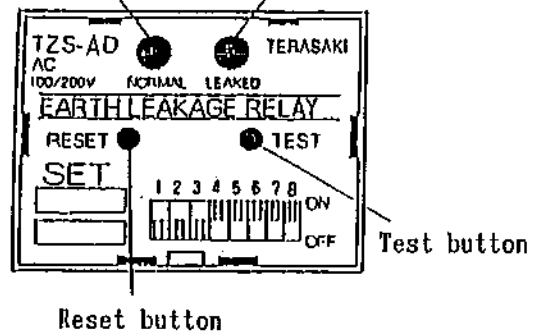 TZS-AD TERASAKI
AC
100/200V NORMAL LEAKED
EARTH LEAKAGE RELAY
RESET TEST
SET
1 2 3 4 5 6 7 8
ON
OFF
Test button
Reset button